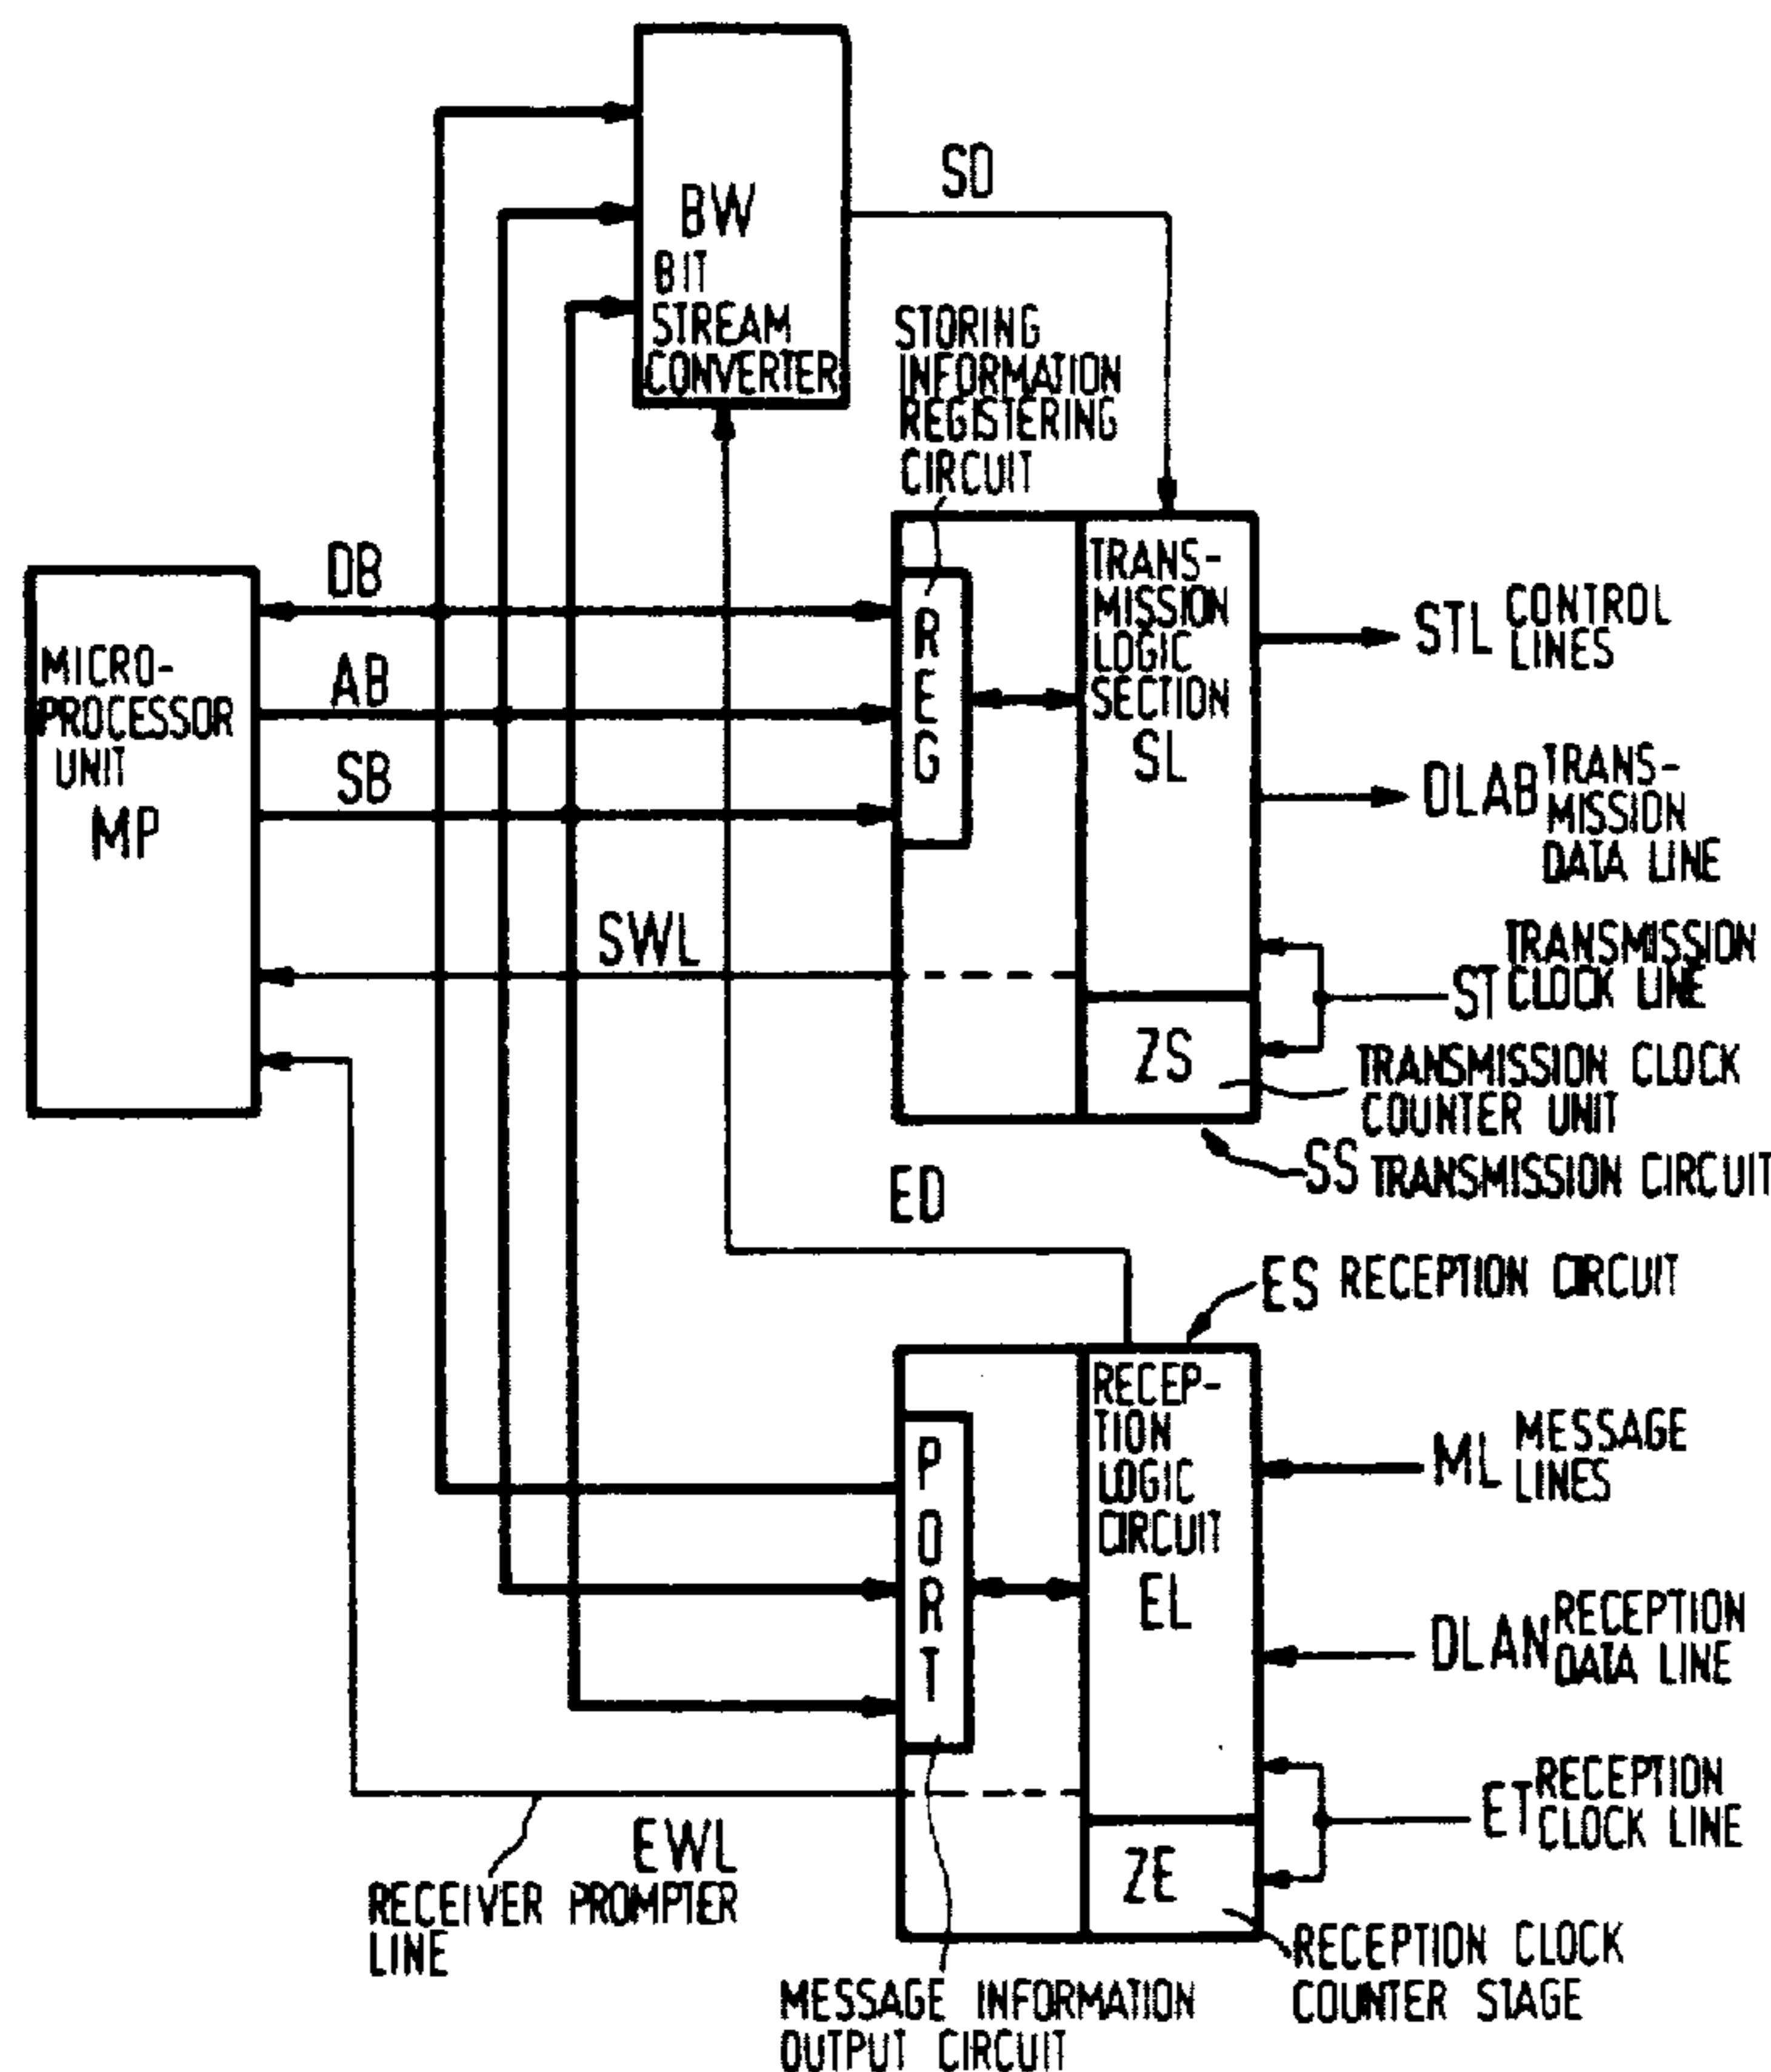 BW
BIT
STREAM
CONVERTER
SD
STORING
INFORMATION
REGISTERING
CIRCUIT
MICRO-
PROCESSOR
UNIT
MP
DB
AB
SB
SWL
REG
TRANS-
MISSION
LOGIC
SECTION
SL
STL CONTROL
LINES
DLAB TRANS-
MISSION
DATA LINE
ST TRANSMISSION
CLOCK LINE
ZS
TRANSMISSION CLOCK
COUNTER UNIT
SS TRANSMISSION CIRCUIT
ED
ES RECEPTION CIRCUIT
PORT
RECEP-
TION
LOGIC
CIRCUIT
EL
ML MESSAGE
LINES
DLAN RECEPTION
DATA LINE
ET RECEPTION
CLOCK LINE
ZE
RECEPTION CLOCK
COUNTER STAGE
EWL
RECEIVER PROMPTER
LINE
MESSAGE INFORMATION
OUTPUT CIRCUIT